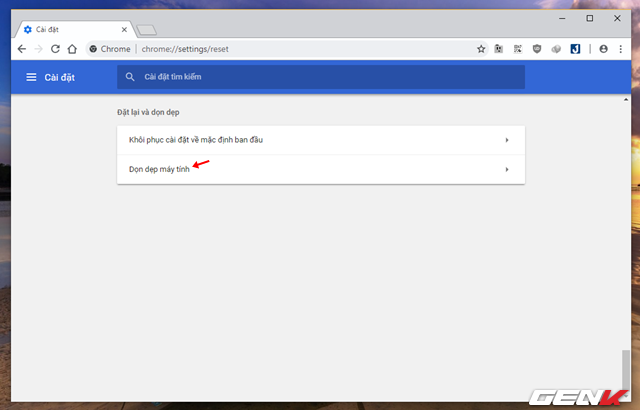 Cài đặt
Chrome | chrome://settings/reset
Cài đặt
Cài đặt tìm kiếm
Đặt lại và dọn dẹp
Khôi phục cài đặt về mặc định ban đầu
Dọn dẹp máy tính
GENK